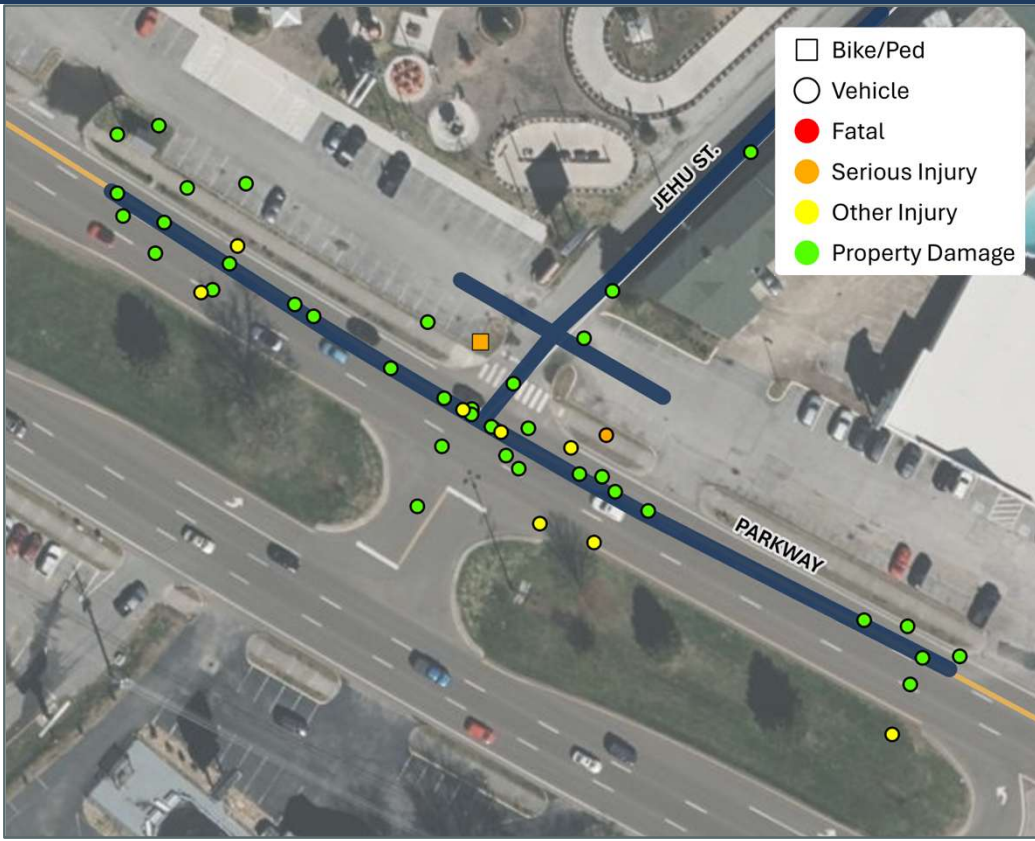 Bike/Ped
Vehicle
Fatal
Serious Injury
Other Injury
Property Damage
JEHU ST.
PARKWAY